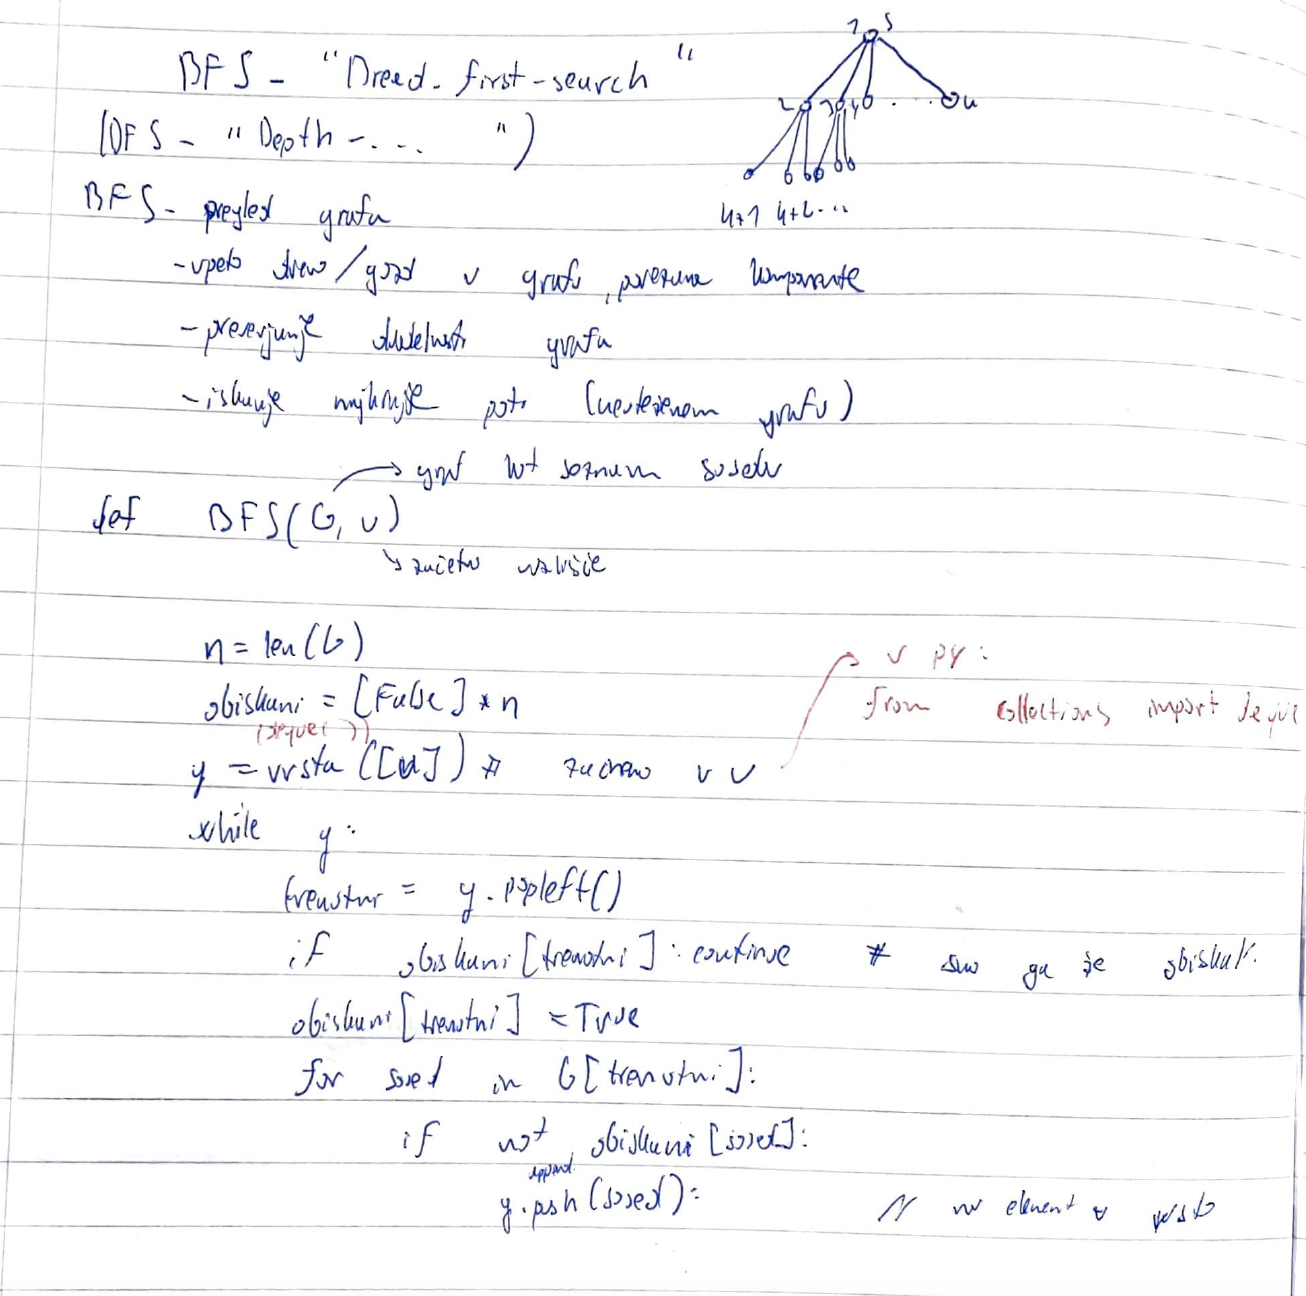 BFS - "Bread-first-search"
(DFS - "Depth-.... ")
1 S
2 3 4 . . . . n
n+1 n+2...
BFS - pregled grafa
- vpeto drevo/gozd v grafu, povezane komponente
- preverjanje dvodelnosti grafa
- iskanje najkrajše poti (neuteženem grafu)
graf kot seznam sosedov
def BFS(G, u)
začetno vozlišče
n = len(G)
obiskani = [False] * n
v py:
from collections import deque
(deque( ))
y = vrsta([u]) # začnemo v u
while y:
trenutni = y.popleft()
if obiskani[trenutni]: continue # smo ga že obiskali.
obiskani[trenutni] = True
for sosed in G[trenutni]:
if not obiskani[sosed]:
append
y.push(sosed): # nov element v vrsto